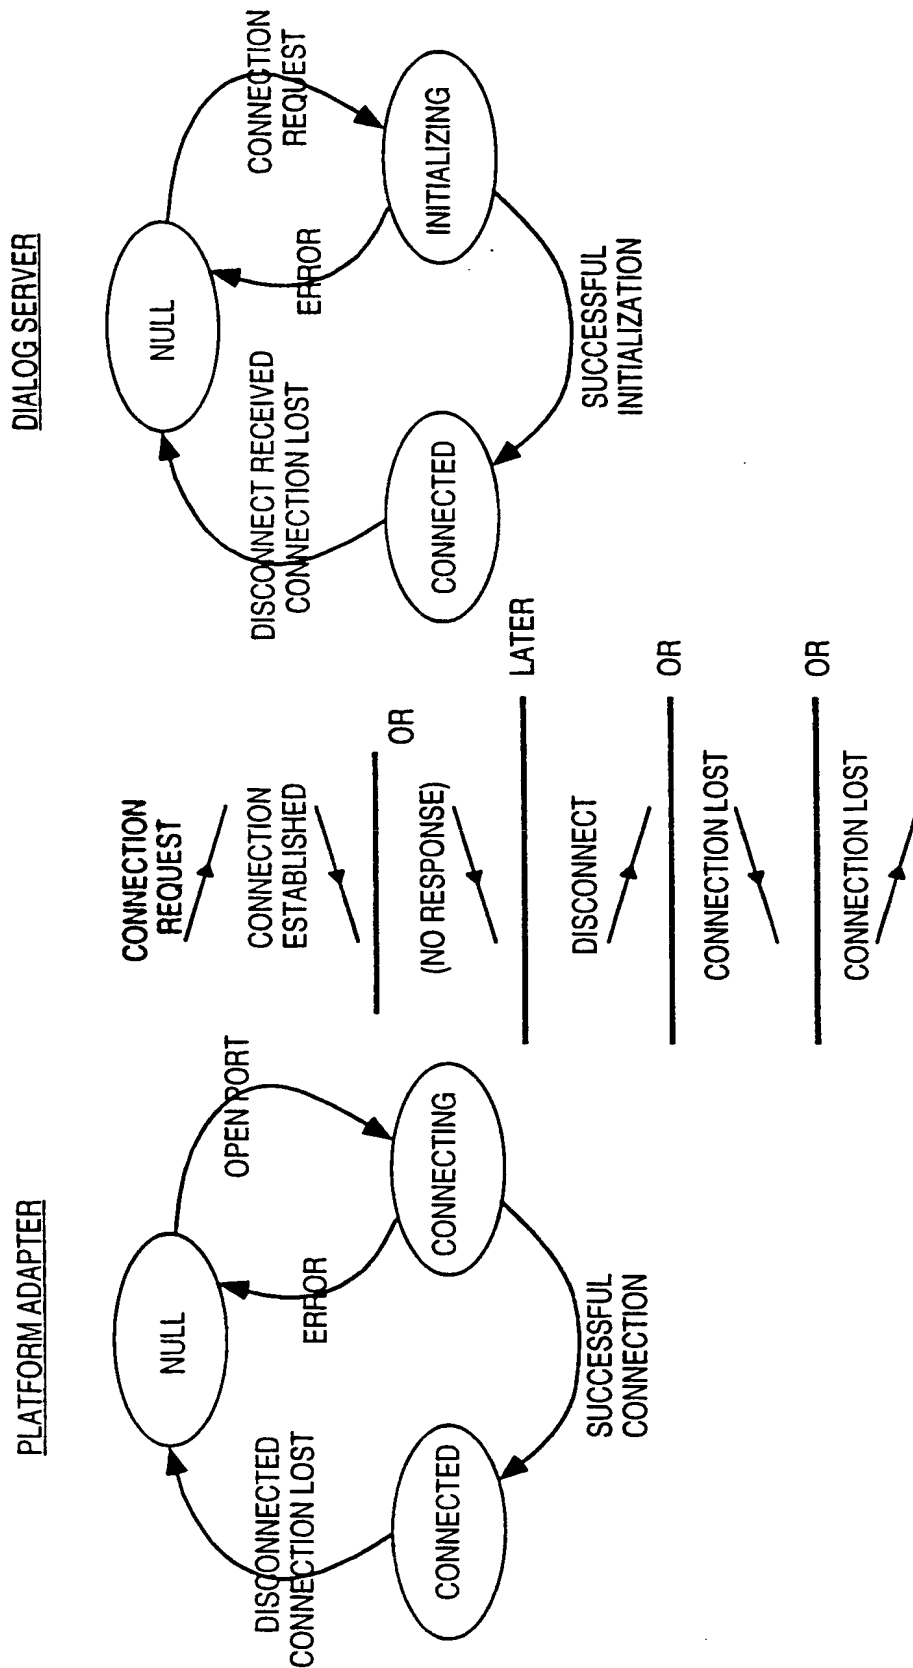 PLATFORM ADAPTER
NULL
OPEN PORT
ERROR
DISCONNECTED
CONNECTION LOST
CONNECTED
CONNECTING
SUCCESSFUL
CONNECTION
CONNECTION
REQUEST
CONNECTION
ESTABLISHED
OR
(NO RESPONSE)
LATER
DISCONNECT
OR
CONNECTION LOST
OR
CONNECTION LOST
DIALOG SERVER
NULL
CONNECTION
REQUEST
ERROR
DISCONNECT RECEIVED
CONNECTION LOST
CONNECTED
INITIALIZING
SUCCESSFUL
INITIALIZATION